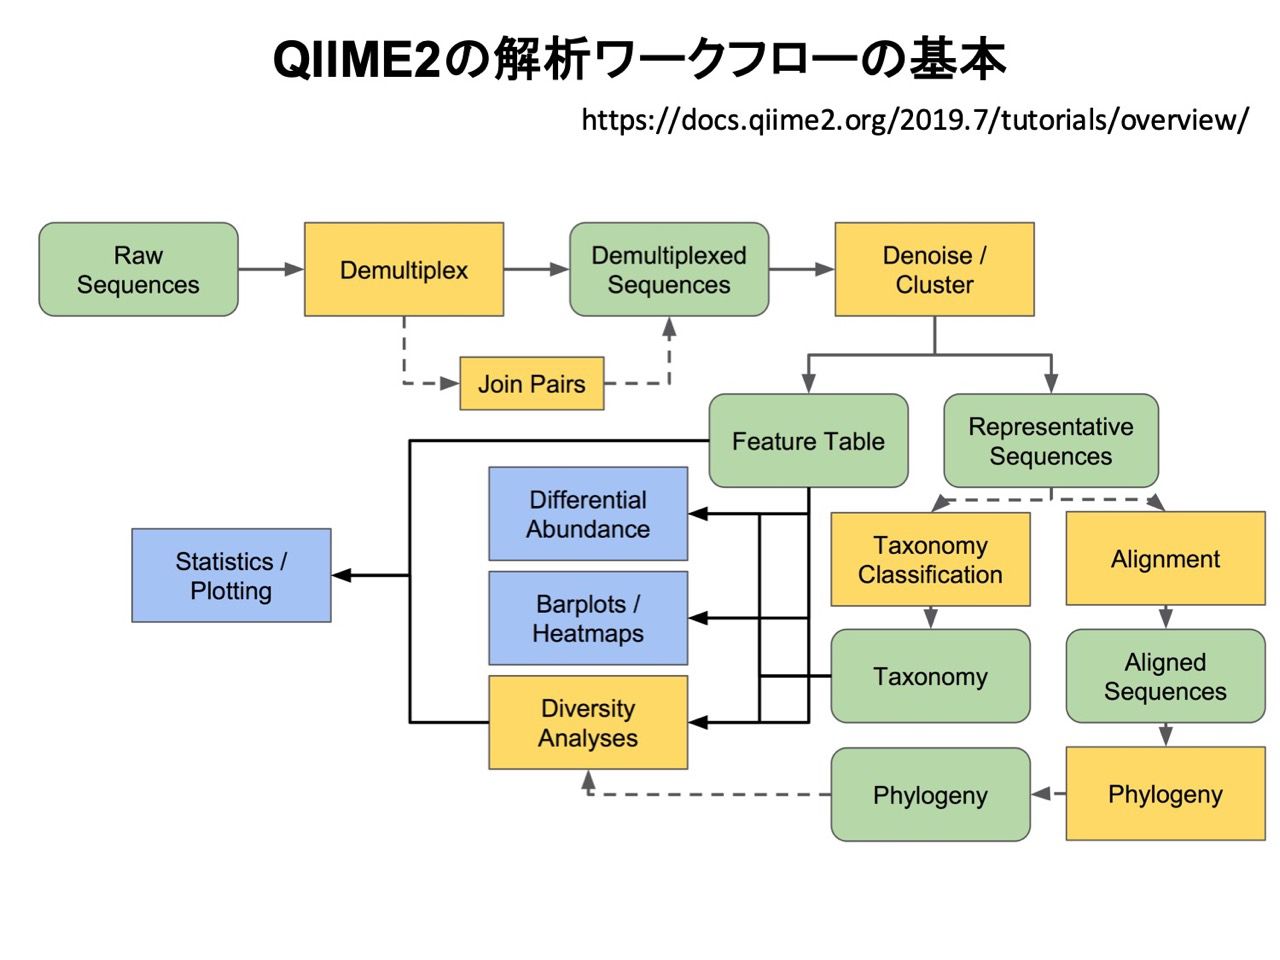 QIIME2の解析ワークフローの基本
https://docs.qiime2.org/2019.7/tutorials/overview/
Raw
Sequences
Demultiplex
Demultiplexed
Sequences
Denoise /
Cluster
Join Pairs
Feature Table
Representative
Sequences
Differential
Abundance
Statistics /
Plotting
Taxonomy
Classification
Alignment
Barplots /
Heatmaps
Taxonomy
Aligned
Sequences
Diversity
Analyses
Phylogeny
Phylogeny